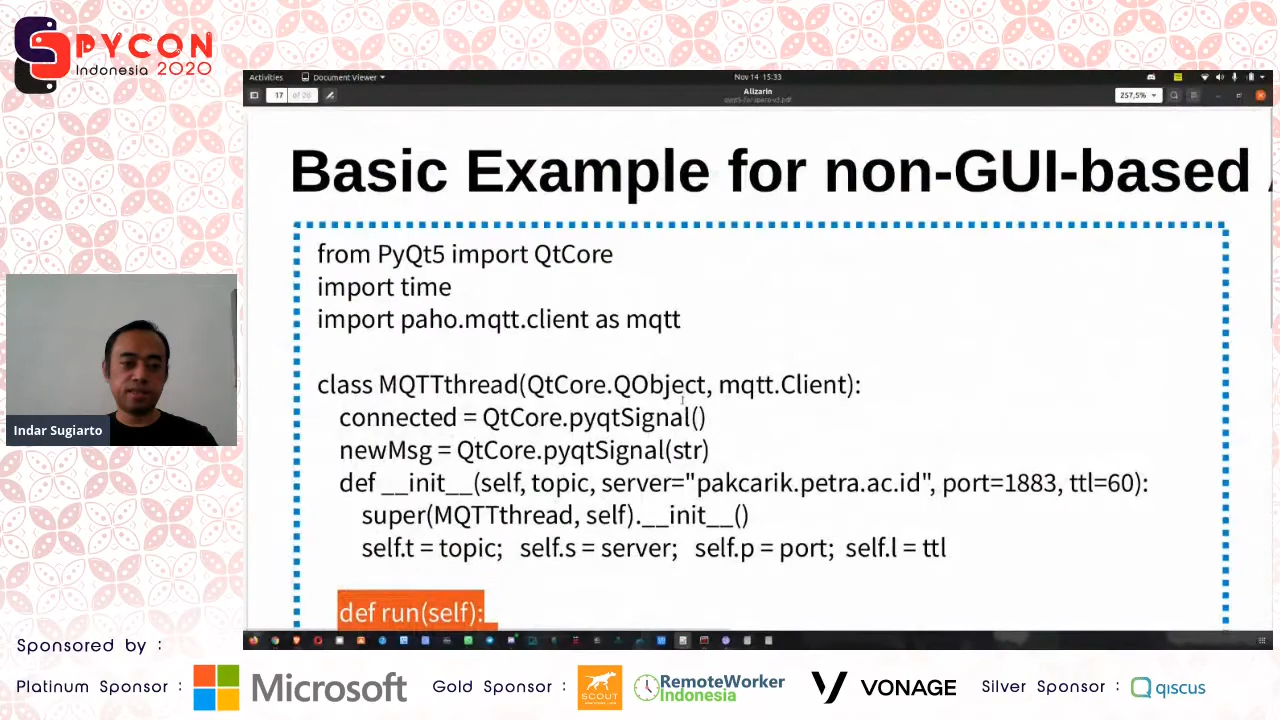 PYCON
Indonesia 2020
Activities
Document Viewer
Nov 14 15:33
17
of 26
Alizarin
257,5%
Basic Example for non-GUI-based
from PyQt5 import QtCore
import time
import paho.mqtt.client as mqtt
class MQTTthread(QtCore.QObject, mqtt.Client):
connected = QtCore.pyqtSignal()
newMsg = QtCore.pyqtSignal(str)
def __init__(self, topic, server="pakcarik.petra.ac.id", port=1883, ttl=60):
super(MQTTthread, self).__init__()
self.t = topic; self.s = server; self.p = port; self.l = ttl
def run(self):
Indar Sugiarto
Sponsored by :
Platinum Sponsor :
Microsoft
Gold Sponsor :
SCOUT
RemoteWorker
Indonesia
VONAGE
Silver Sponsor :
qiscus